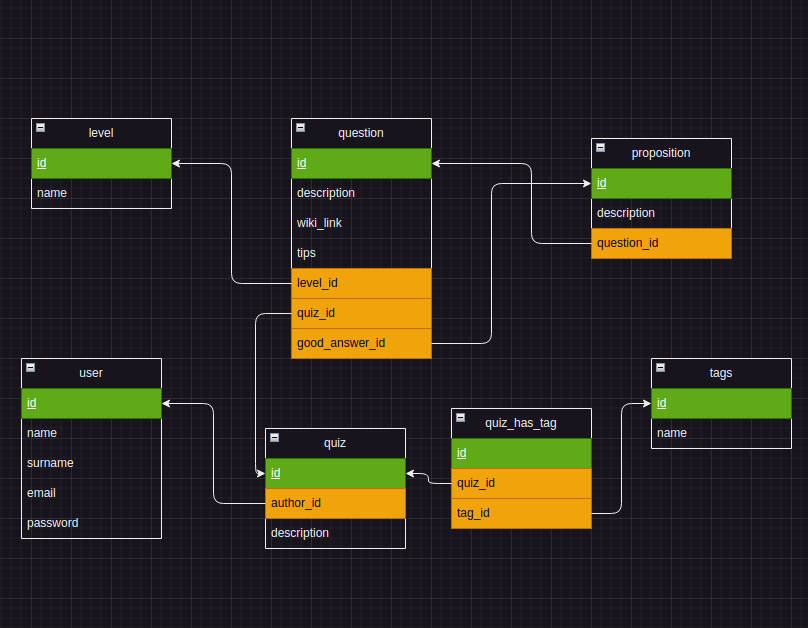 level
id
name
question
id
description
wiki_link
tips
level_id
quiz_id
good_answer_id
proposition
id
description
question_id
user
id
name
surname
email
password
quiz
id
author_id
description
quiz_has_tag
id
quiz_id
tag_id
tags
id
name